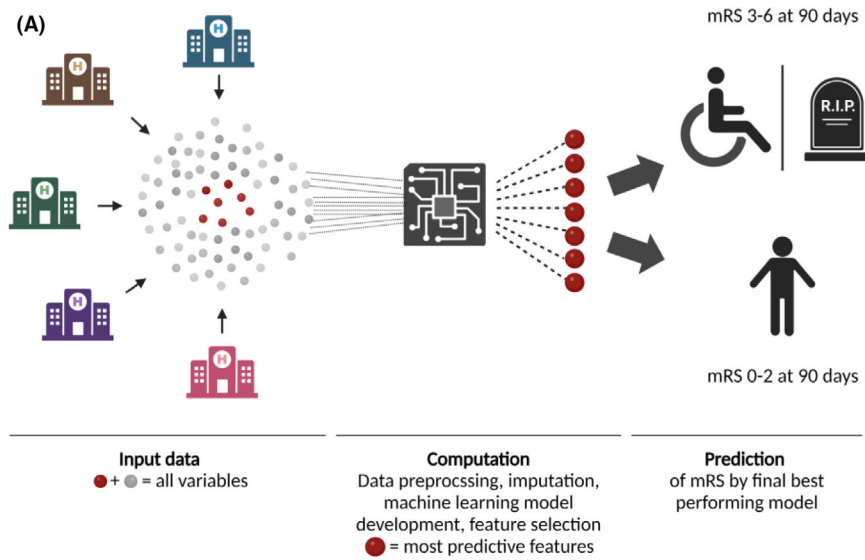 (A)
mRS 3-6 at 90 days
H
H
H
H
H
R.I.P.
mRS 0-2 at 90 days
Input data
+ = all variables
Computation
Data preprocssing, imputation,
machine learning model
development, feature selection
= most predictive features
Prediction
of mRS by final best
performing model